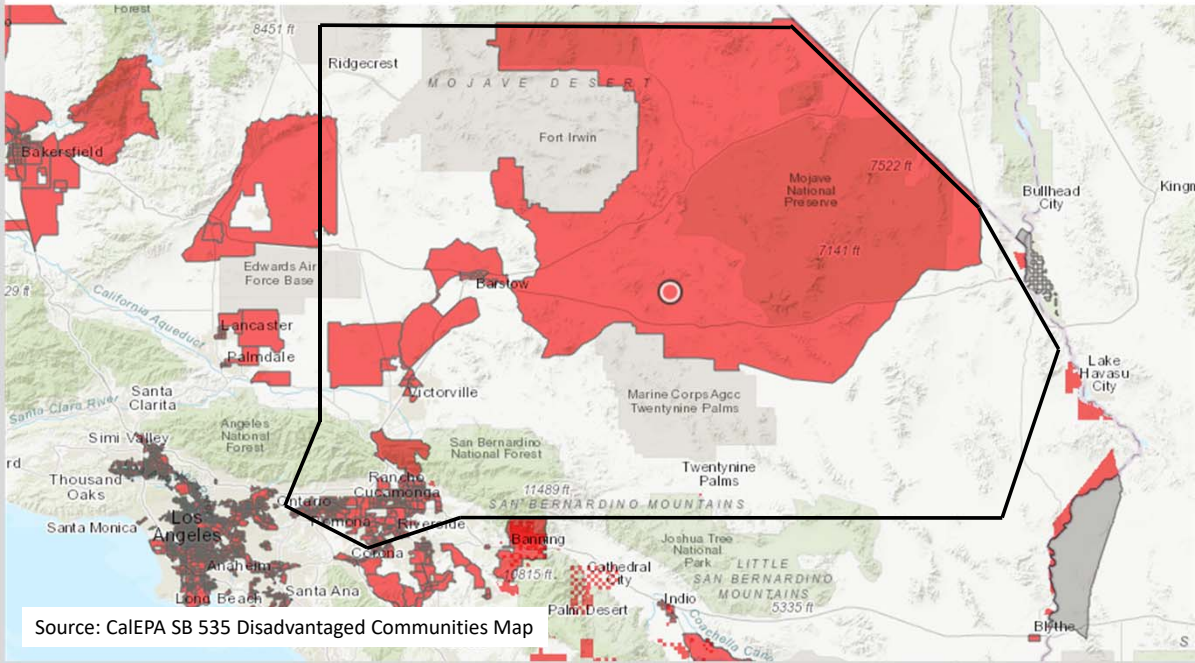 Forest
8451 ft
Ridgecrest
MOJAVE DESERT
Fort Irwin
Bakersfield
7522 ft
Mojave
National
Preserve
Bullhead
City
7141 ft
Edwards Air
Force Base
Barstow
29 ft
California Aqueduct
Lancaster
Palmdale
Lake
Havasu
City
Santa
Clarita
Victorville
Marine Corps Agcc
Twentynine Palms
Santa Clara River
Angeles
National
Forest
Simi Valley
San Bernardino
National Forest
rd
Thousand
Oaks
Rancho
Cucamonga
Twentynine
Palms
11489 ft
SAN BERNARDINO MOUNTAINS
Ontario
Pomona
Riverside
Santa Monica
Los
Angeles
Banning
Corona
Joshua Tree
National
Park
Anaheim
10815 ft
Cathedral
City
LITTLE
SAN BERNARDINO
MOUNTAINS
Long Beach
Santa Ana
Palm Desert
Indio
5335 ft
Coachella Cana
Blythe
S
Source: CalEPA SB 535 Disadvantaged Communities Map